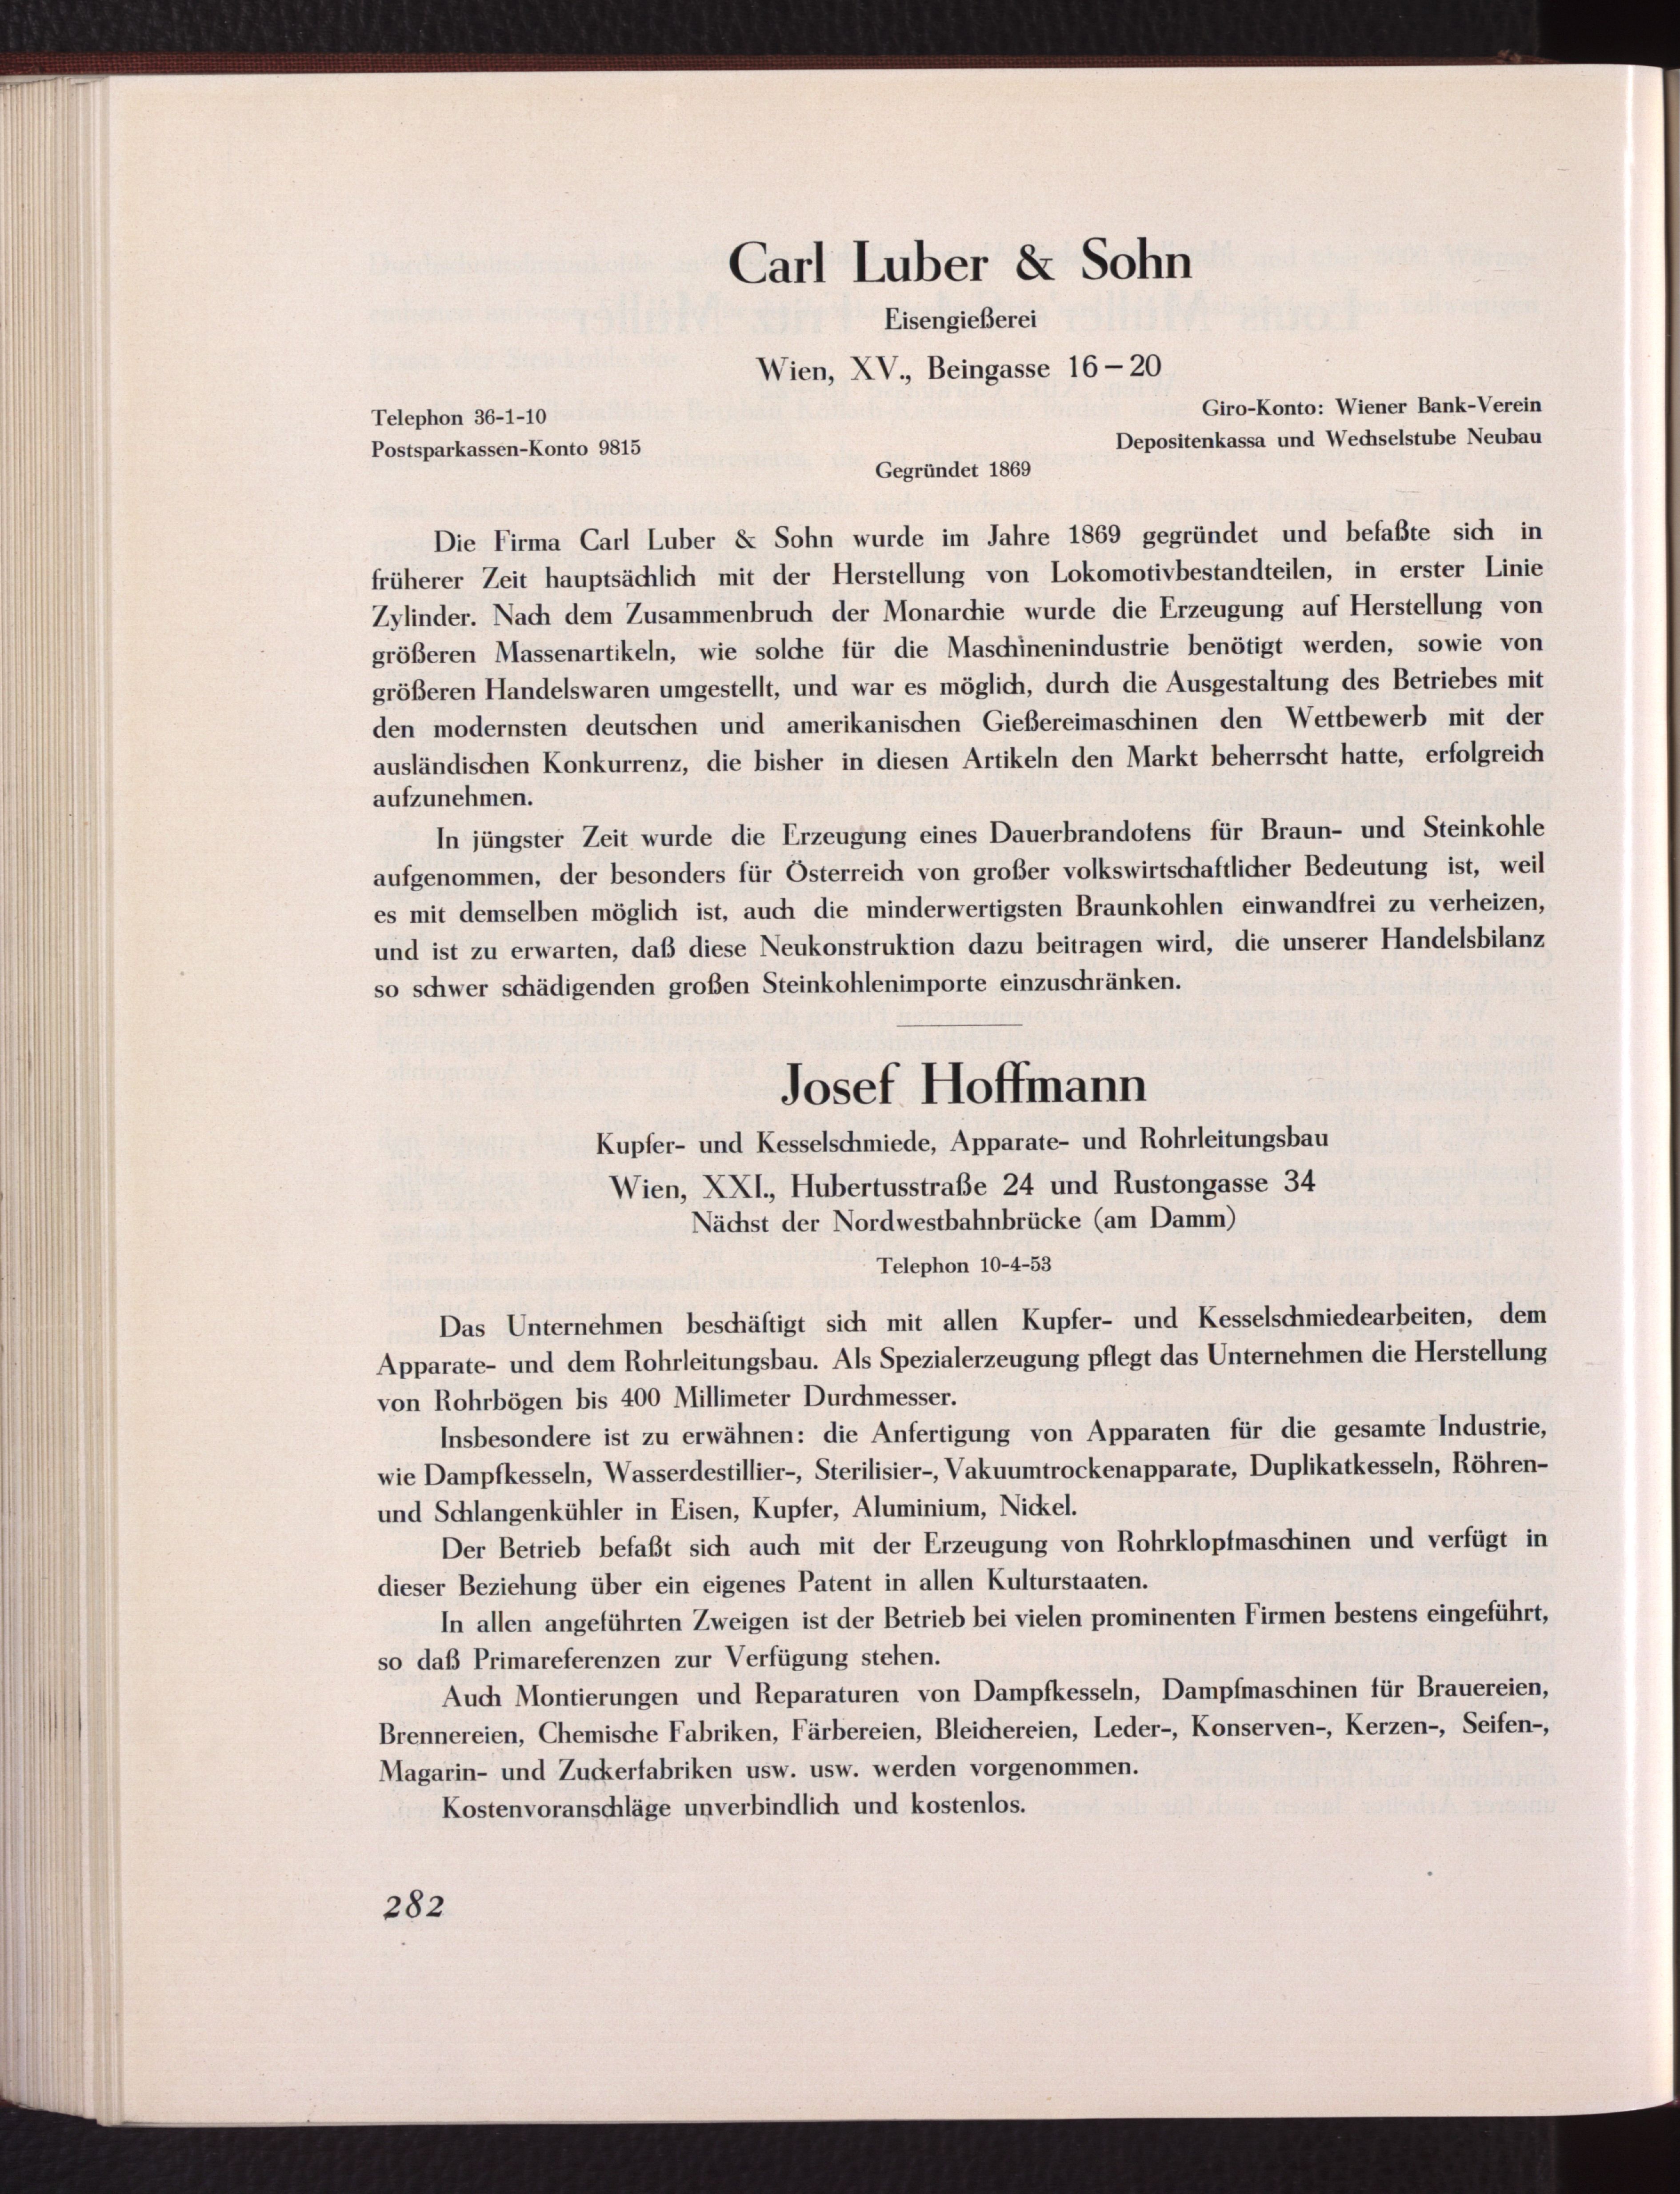 Carl Luber & Sohn
Eisengießerei
Wien, XV., Beingasse 16 – 20
Telephon 36-1-10
Postsparkassen-Konto 9815
Giro-Konto: Wiener Bank-Verein
Depositenkassa und Wechselstube Neubau
Gegründet 1869
Die Firma Carl Luber & Sohn wurde im Jahre 1869 gegründet und befaßte sich in
früherer Zeit hauptsächlich mit der Herstellung von Lokomotivbestandteilen, in erster Linie
Zylinder. Nach dem Zusammenbruch der Monarchie wurde die Erzeugung auf Herstellung von
größeren Massenartikeln, wie solche für die Maschinenindustrie benötigt werden, sowie von
größeren Handelswaren umgestellt, und war es möglich, durch die Ausgestaltung des Betriebes mit
den modernsten deutschen und amerikanischen Gießereimaschinen den Wettbewerb mit der
ausländischen Konkurrenz, die bisher in diesen Artikeln den Markt beherrscht hatte, erfolgreich
aufzunehmen.
In jüngster Zeit wurde die Erzeugung eines Dauerbrandofens für Braun- und Steinkohle
aufgenommen, der besonders für Österreich von großer volkswirtschaftlicher Bedeutung ist, weil
es mit demselben möglich ist, auch die minderwertigsten Braunkohlen einwandfrei zu verheizen,
und ist zu erwarten, daß diese Neukonstruktion dazu beitragen wird, die unserer Handelsbilanz
so schwer schädigenden großen Steinkohlenimporte einzuschränken.
Josef Hoffmann
Kupfer- und Kesselschmiede, Apparate- und Rohrleitungsbau
Wien, XXI., Hubertusstraße 24 und Rustongasse 34
Nächst der Nordwestbahnbrücke (am Damm)
Telephon 10-4-53
Das Unternehmen beschäftigt sich mit allen Kupfer- und Kesselschmiedearbeiten, dem
Apparate- und dem Rohrleitungsbau. Als Spezialerzeugung pflegt das Unternehmen die Herstellung
von Rohrbögen bis 400 Millimeter Durchmesser.
Insbesondere ist zu erwähnen: die Anfertigung von Apparaten für die gesamte Industrie,
wie Dampfkesseln, Wasserdestillier-, Sterilisier-, Vakuumtrockenapparate, Duplikatkesseln, Röhren-
und Schlangenkühler in Eisen, Kupfer, Aluminium, Nickel.
Der Betrieb befaßt sich auch mit der Erzeugung von Rohrklopfmaschinen und verfügt in
dieser Beziehung über ein eigenes Patent in allen Kulturstaaten.
In allen angeführten Zweigen ist der Betrieb bei vielen prominenten Firmen bestens eingeführt,
so daß Primareferenzen zur Verfügung stehen.
Auch Montierungen und Reparaturen von Dampfkesseln, Dampfmaschinen für Brauereien,
Brennereien, Chemische Fabriken, Färbereien, Bleichereien, Leder-, Konserven-, Kerzen-, Seifen-,
Magarin- und Zuckerfabriken usw. usw. werden vorgenommen.
Kostenvoranschläge unverbindlich und kostenlos.
282